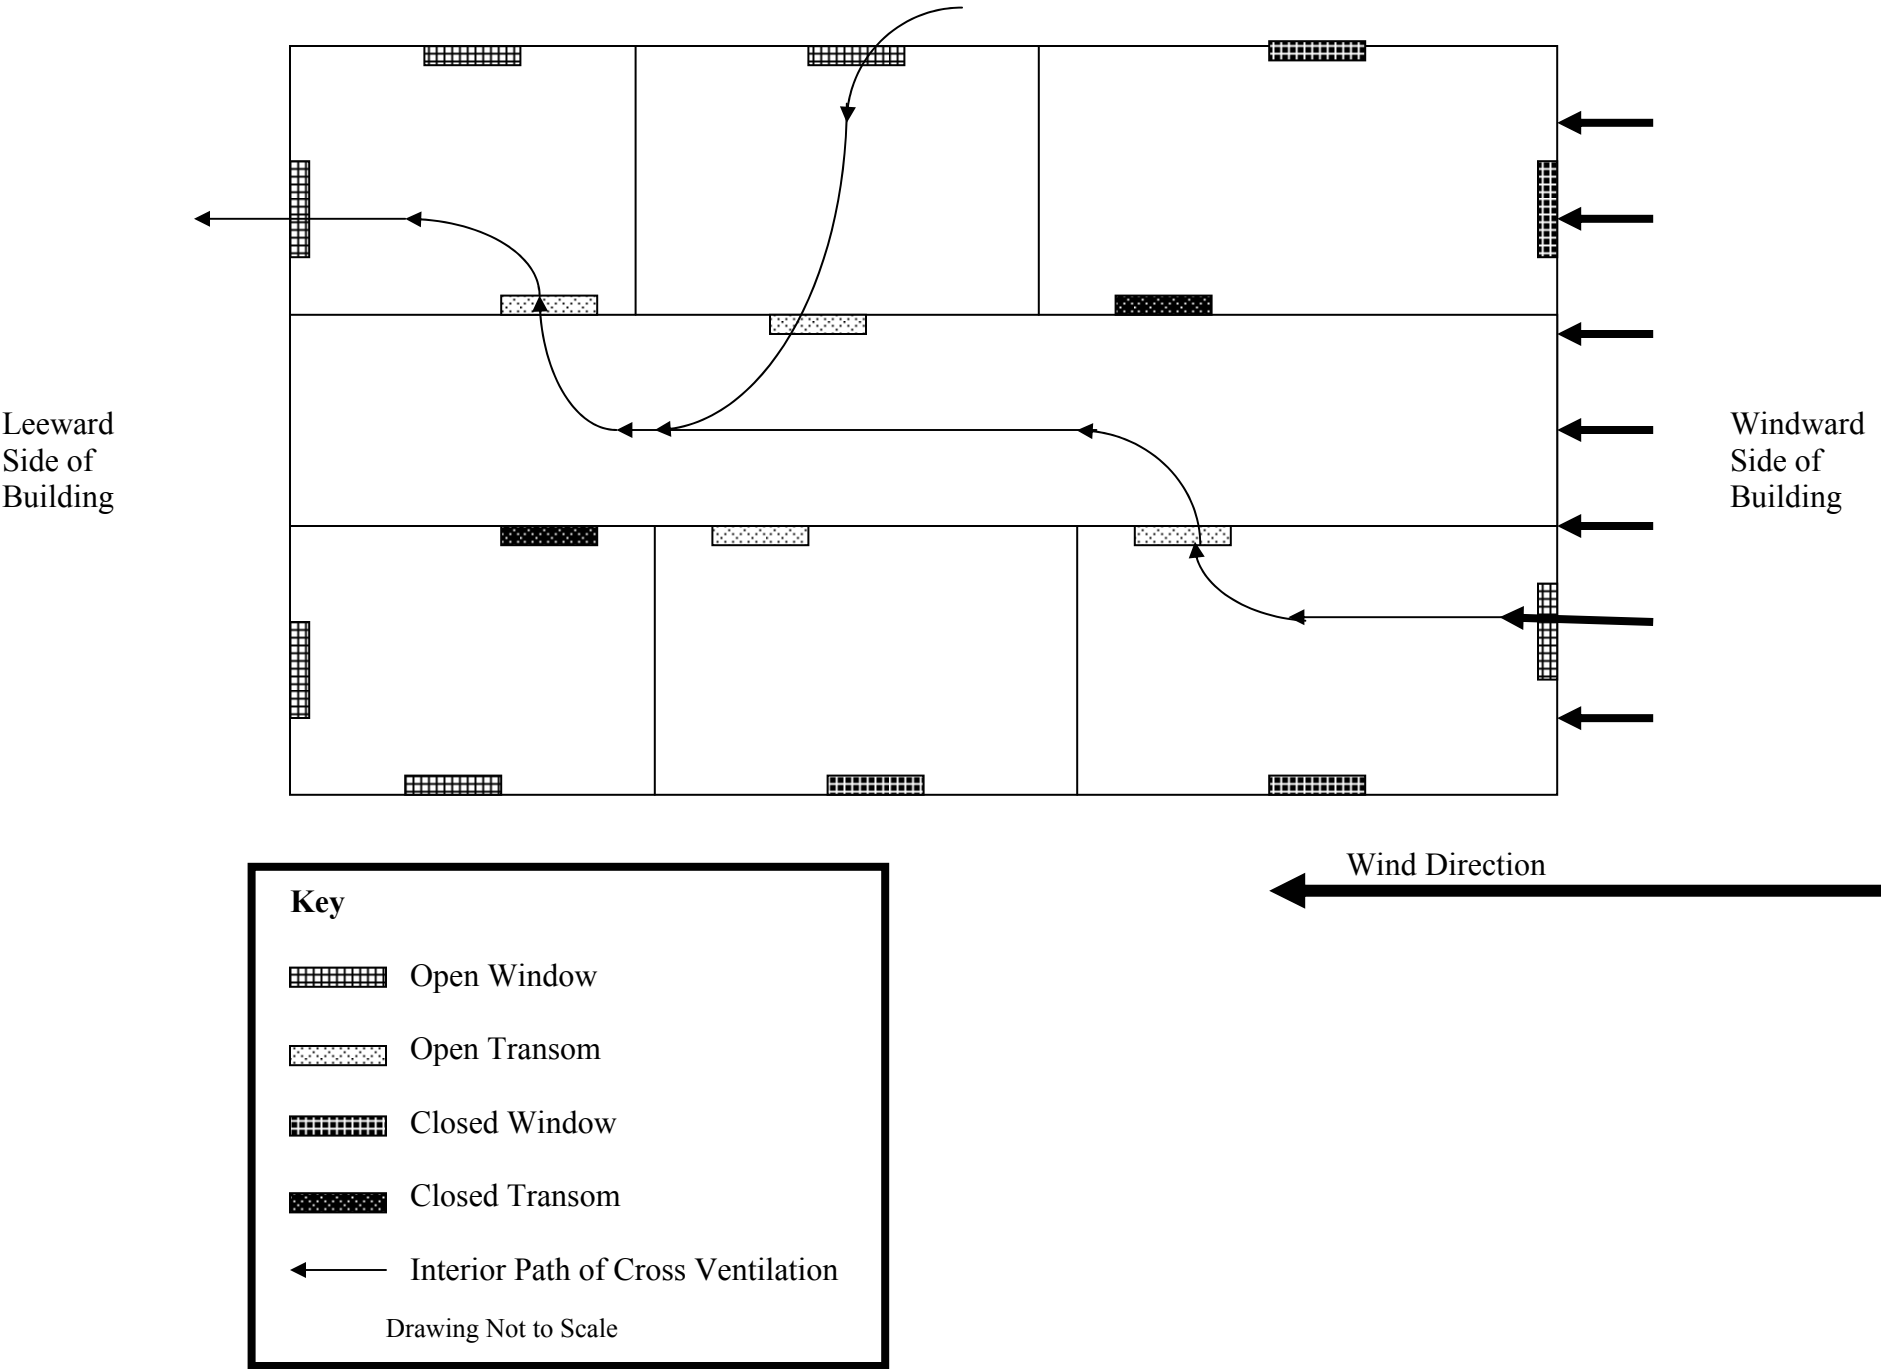 Leeward
Side of
Building
Windward
Side of
Building
Wind Direction
Key
Open Window
Open Transom
Closed Window
Closed Transom
Interior Path of Cross Ventilation
Drawing Not to Scale